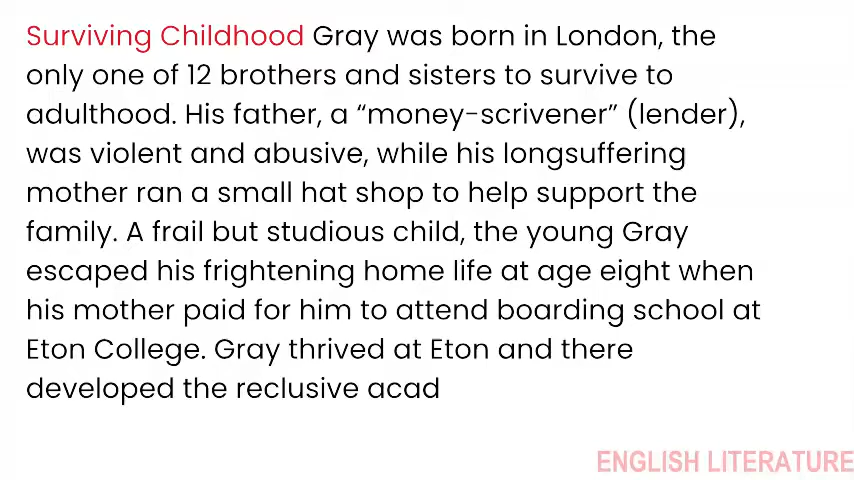 Surviving Childhood Gray was born in London, the
only one of 12 brothers and sisters to survive to
adulthood. His father, a “money-scrivener” (lender),
was violent and abusive, while his longsuffering
mother ran a small hat shop to help support the
family. A frail but studious child, the young Gray
escaped his frightening home life at age eight when
his mother paid for him to attend boarding school at
Eton College. Gray thrived at Eton and there
developed the reclusive acad
ENGLISH LITERATURE